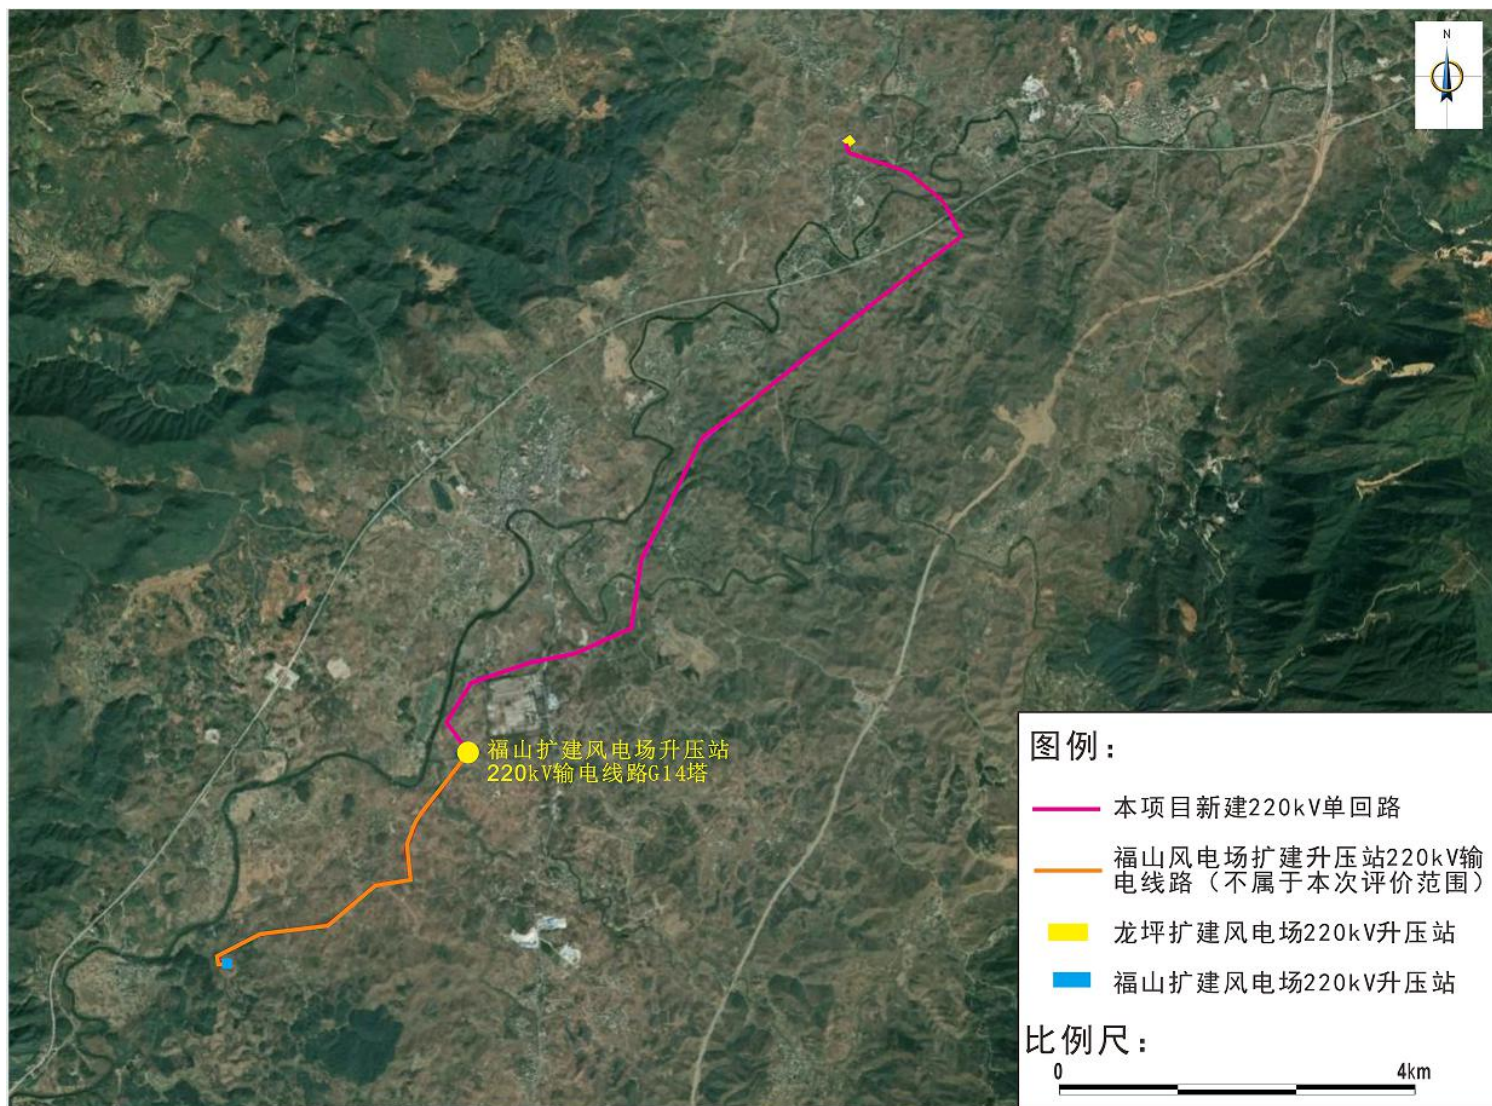 N
福山扩建风电场升压站
220kV输电线路G14塔
图例：
本项目新建220kV单回路
福山风电场扩建升压站220kV输
电线路（不属于本次评价范围）
龙坪扩建风电场220kV升压站
福山扩建风电场220kV升压站
比例尺：
0 4km